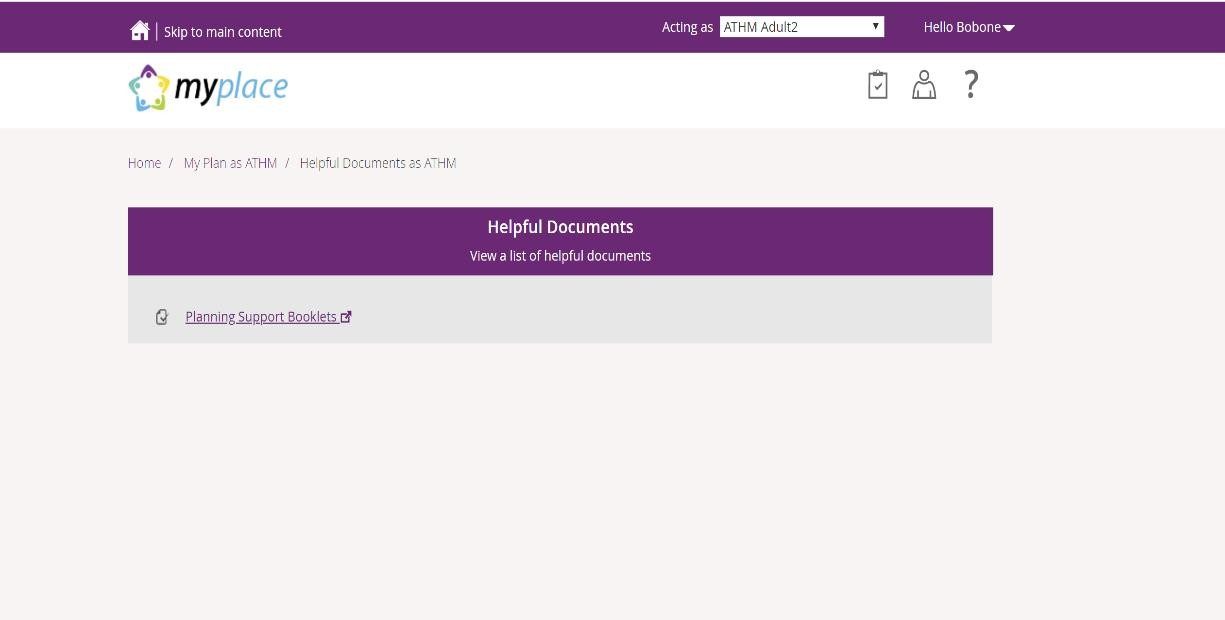 Skip to main content
Acting as ATHM Adult2
Hello Bobone
myplace
?
Home / My Plan as ATHM / Helpful Documents as ATHM
Helpful Documents
View a list of helpful documents
Planning Support Booklets